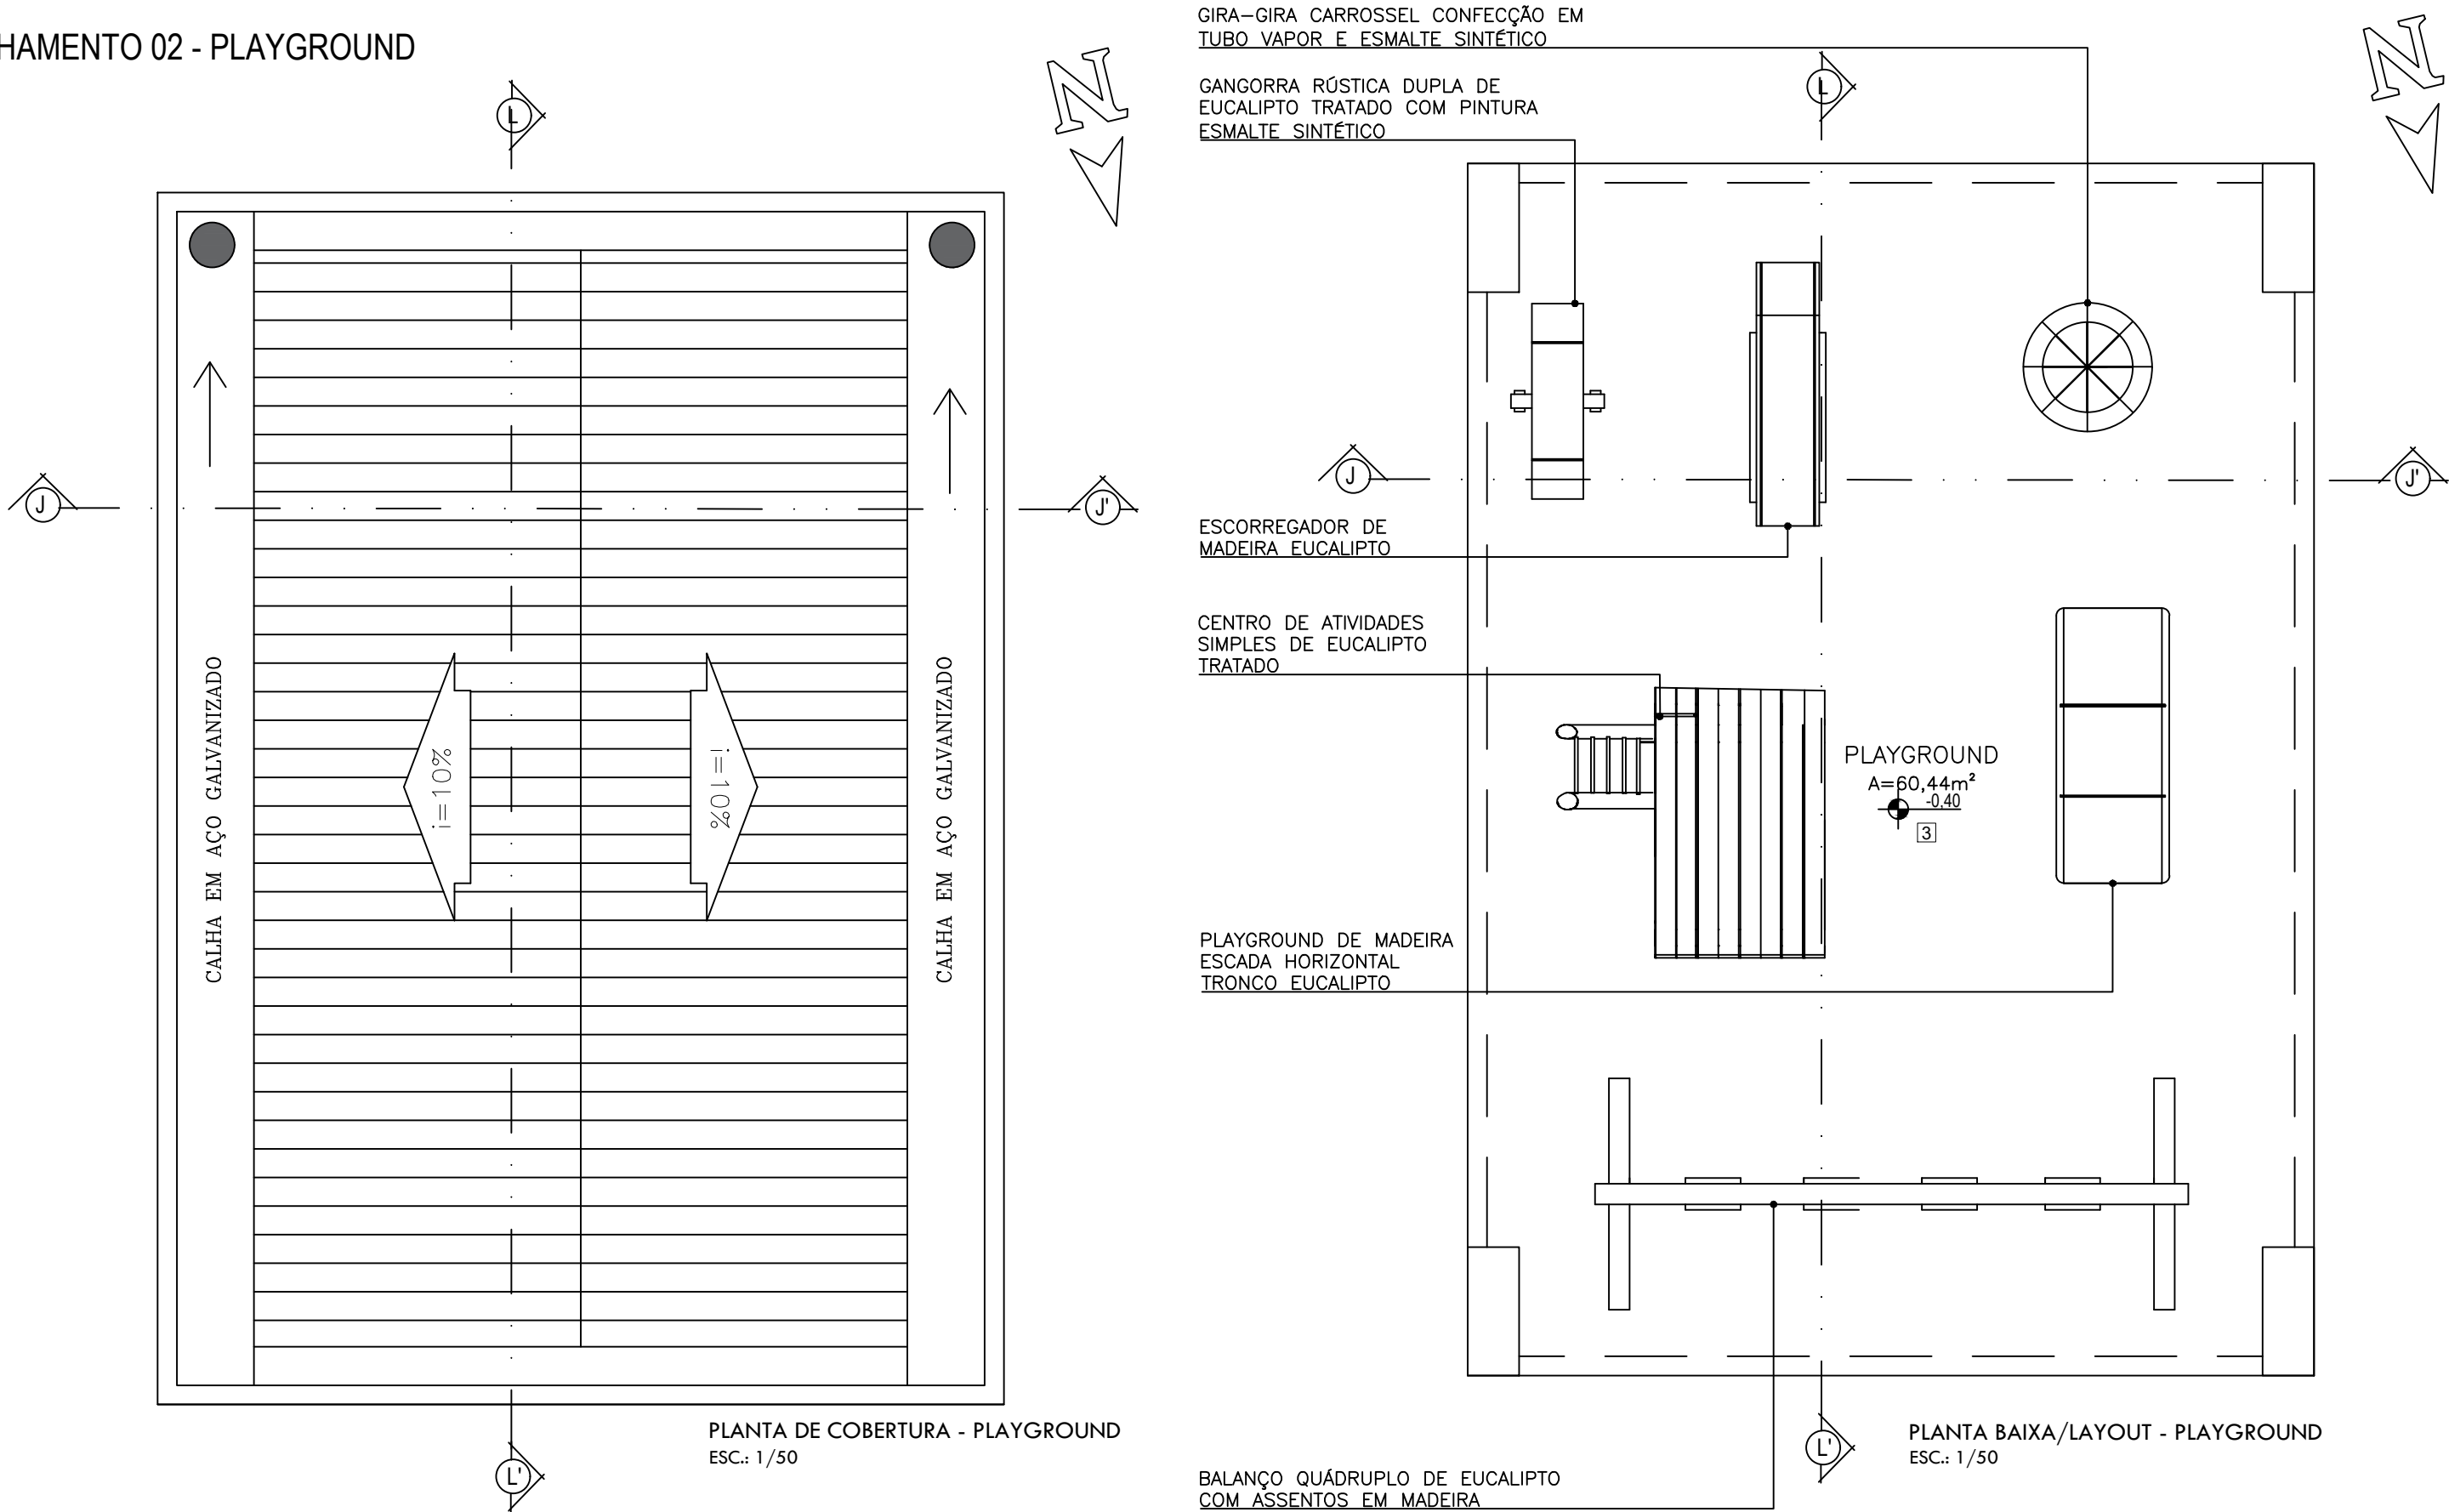 HAMENTO 02 - PLAYGROUND
N
L
J
J'
CALHA EM AÇO GALVANIZADO
i=10%
i=10%
CALHA EM AÇO GALVANIZADO
L'
PLANTA DE COBERTURA - PLAYGROUND
ESC.: 1/50
GIRA-GIRA CARROSSEL CONFECÇÃO EM
TUBO VAPOR E ESMALTE SINTÉTICO
GANGORRA RÚSTICA DUPLA DE
EUCALIPTO TRATADO COM PINTURA
ESMALTE SINTÉTICO
L
N
J
J'
ESCORREGADOR DE
MADEIRA EUCALIPTO
CENTRO DE ATIVIDADES
SIMPLES DE EUCALIPTO
TRATADO
PLAYGROUND
A=60,44m²
-0,40
3
PLAYGROUND DE MADEIRA
ESCADA HORIZONTAL
TRONCO EUCALIPTO
L'
PLANTA BAIXA/LAYOUT - PLAYGROUND
ESC.: 1/50
BALANÇO QUÁDRUPLO DE EUCALIPTO
COM ASSENTOS EM MADEIRA